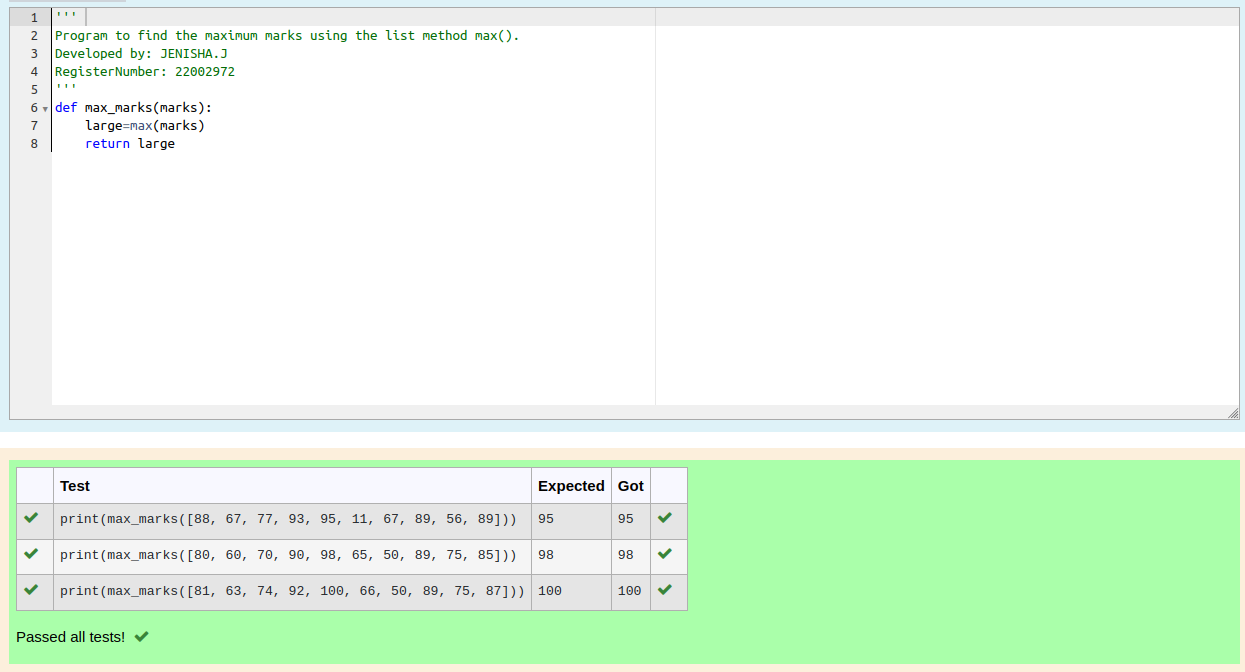 1 '''
2 Program to find the maximum marks using the list method max().
3 Developed by: JENISHA.J
4 RegisterNumber: 22002972
5 '''
6 def max_marks(marks):
7     large=max(marks)
8     return large
Test Expected Got
print(max_marks([88, 67, 77, 93, 95, 11, 67, 89, 56, 89])) 95 95
print(max_marks([80, 60, 70, 90, 98, 65, 50, 89, 75, 85])) 98 98
print(max_marks([81, 63, 74, 92, 100, 66, 50, 89, 75, 87])) 100 100
Passed all tests!